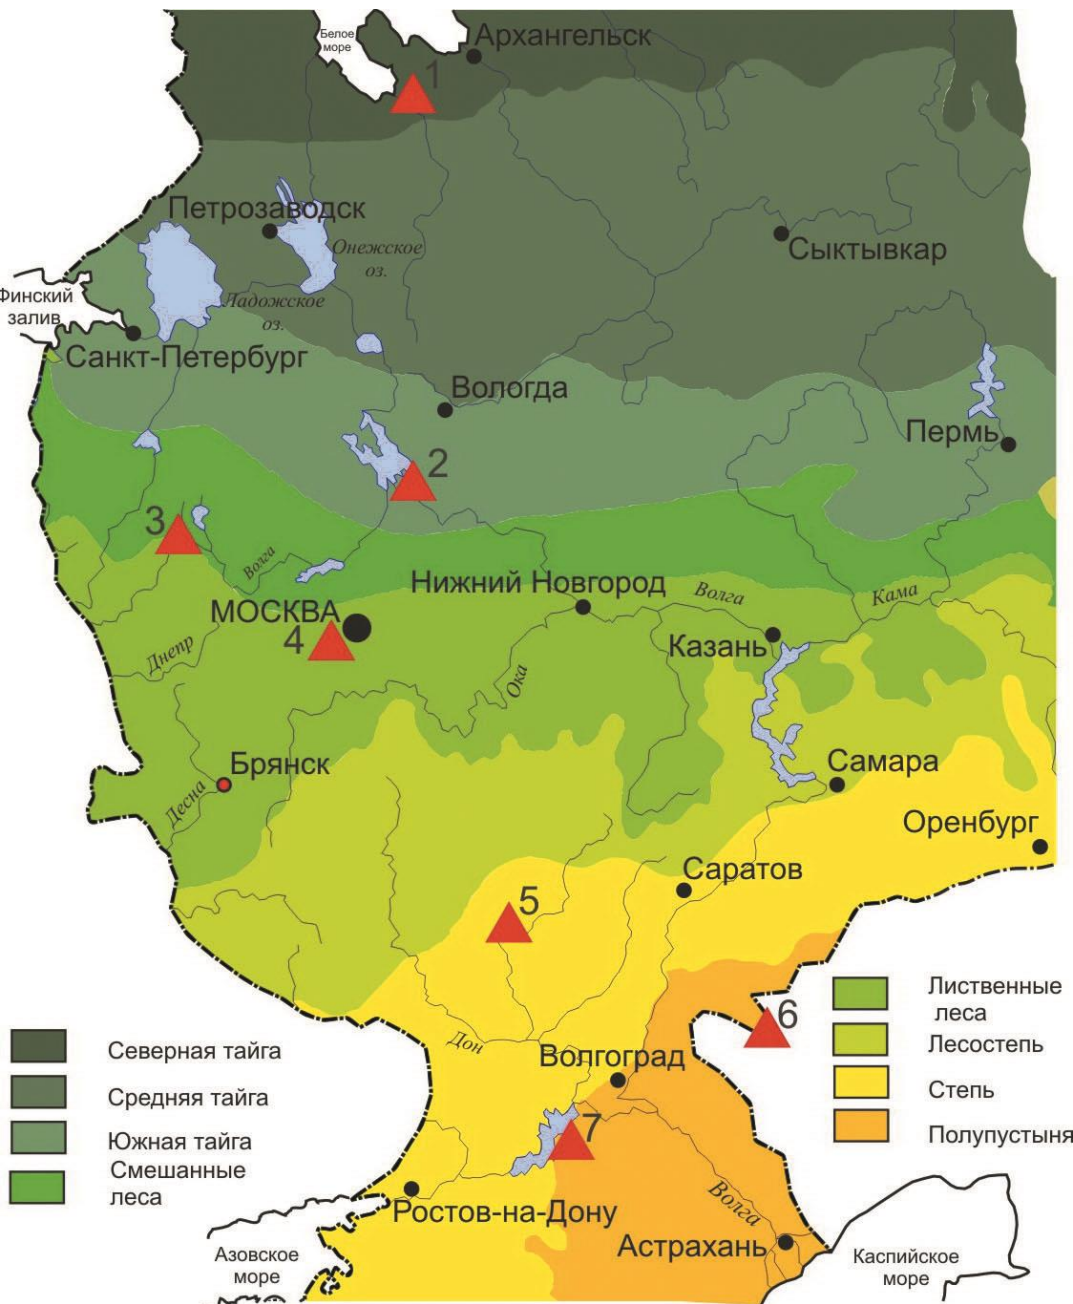 Белое
море
Архангельск
1
Петрозаводск
Онежское
оз.
Сыктывкар
Финский
залив
Ладожское
оз.
Санкт-Петербург
Вологда
Пермь
2
3
Волга
Нижний Новгород
Волга
Кама
МОСКВА
4
Казань
Днепр
Ока
Брянск
Десна
Самара
Оренбург
Саратов
5
6
Дон
Волгоград
7
Ростов-на-Дону
Волга
Астрахань
Азовское
море
Каспийское
море
Северная тайга
Средняя тайга
Южная тайга
Смешанные
леса
Лиственные
леса
Лесостепь
Степь
Полупустыня